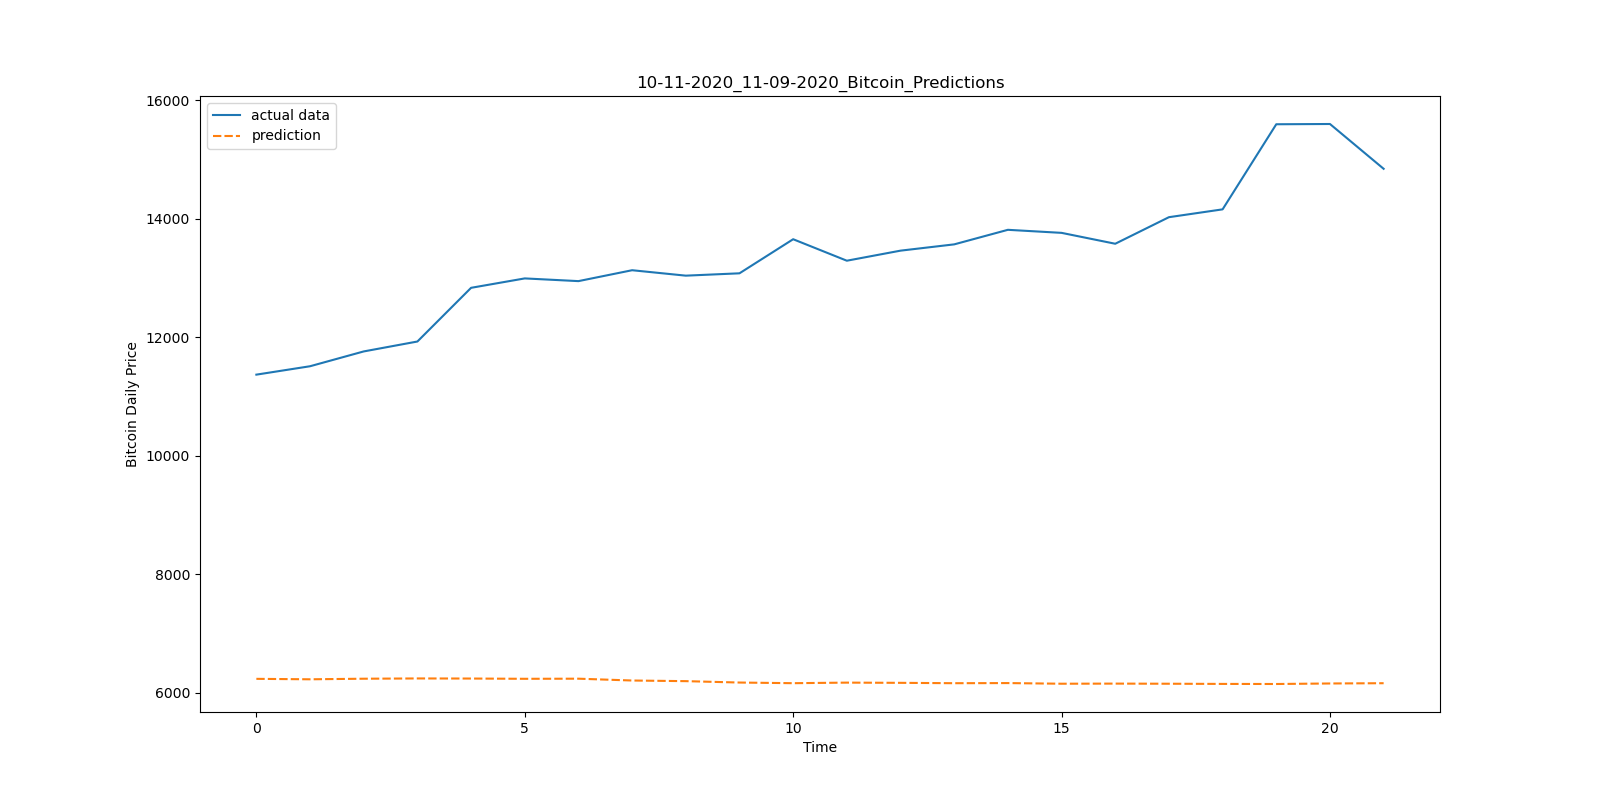 10-11-2020_11-09-2020_Bitcoin_Predictions
actual data
prediction
Bitcoin Daily Price
16000
14000
12000
10000
8000
6000
0 5 10 15 20
Time